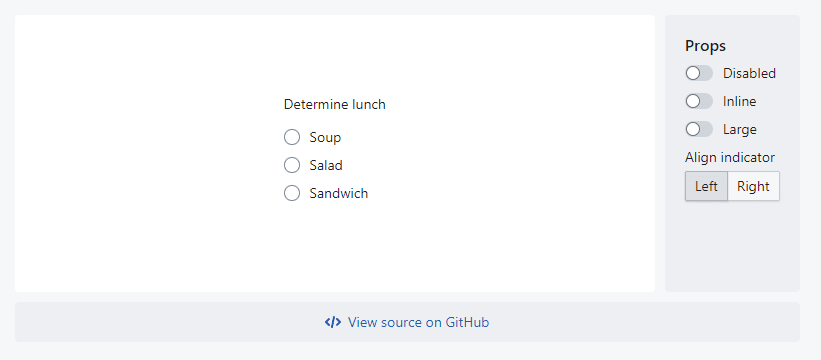 Determine lunch
Soup
Salad
Sandwich
Props
Disabled
Inline
Large
Align indicator
Left Right
</> View source on GitHub